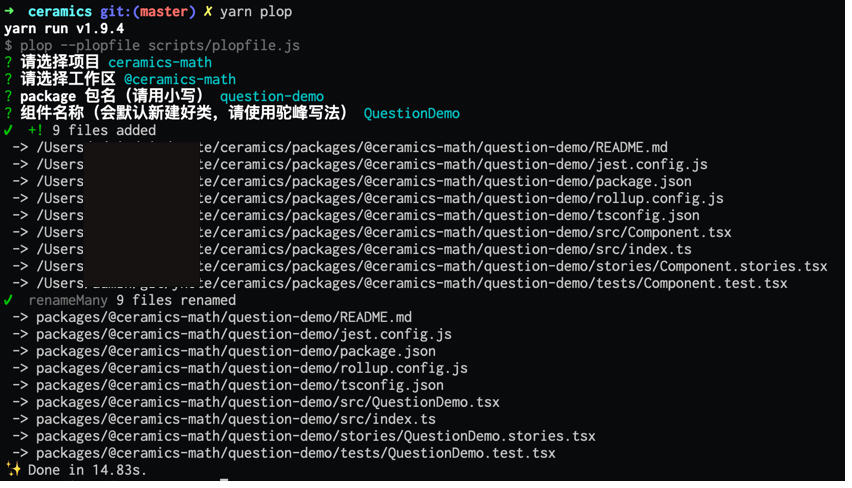 ➜ ceramics git:(master) ✗ yarn plop
yarn run v1.9.4
$ plop --plopfile scripts/plopfile.js
? 请选择项目 ceramics-math
? 请选择工作区 @ceramics-math
? package 包名（请用小写） question-demo
? 组件名称（会默认新建好类，请使用驼峰写法） QuestionDemo
✔ +! 9 files added
-> /Users te/ceramics/packages/@ceramics-math/question-demo/README.md
-> /Users te/ceramics/packages/@ceramics-math/question-demo/jest.config.js
-> /Users te/ceramics/packages/@ceramics-math/question-demo/package.json
-> /Users te/ceramics/packages/@ceramics-math/question-demo/rollup.config.js
-> /Users te/ceramics/packages/@ceramics-math/question-demo/tsconfig.json
-> /Users te/ceramics/packages/@ceramics-math/question-demo/src/Component.tsx
-> /Users te/ceramics/packages/@ceramics-math/question-demo/src/index.ts
-> /Users te/ceramics/packages/@ceramics-math/question-demo/stories/Component.stories.tsx
-> /Users te/ceramics/packages/@ceramics-math/question-demo/tests/Component.test.tsx
✔ renameMany 9 files renamed
-> packages/@ceramics-math/question-demo/README.md
-> packages/@ceramics-math/question-demo/jest.config.js
-> packages/@ceramics-math/question-demo/package.json
-> packages/@ceramics-math/question-demo/rollup.config.js
-> packages/@ceramics-math/question-demo/tsconfig.json
-> packages/@ceramics-math/question-demo/src/QuestionDemo.tsx
-> packages/@ceramics-math/question-demo/src/index.ts
-> packages/@ceramics-math/question-demo/stories/QuestionDemo.stories.tsx
-> packages/@ceramics-math/question-demo/tests/QuestionDemo.test.tsx
✨ Done in 14.83s.